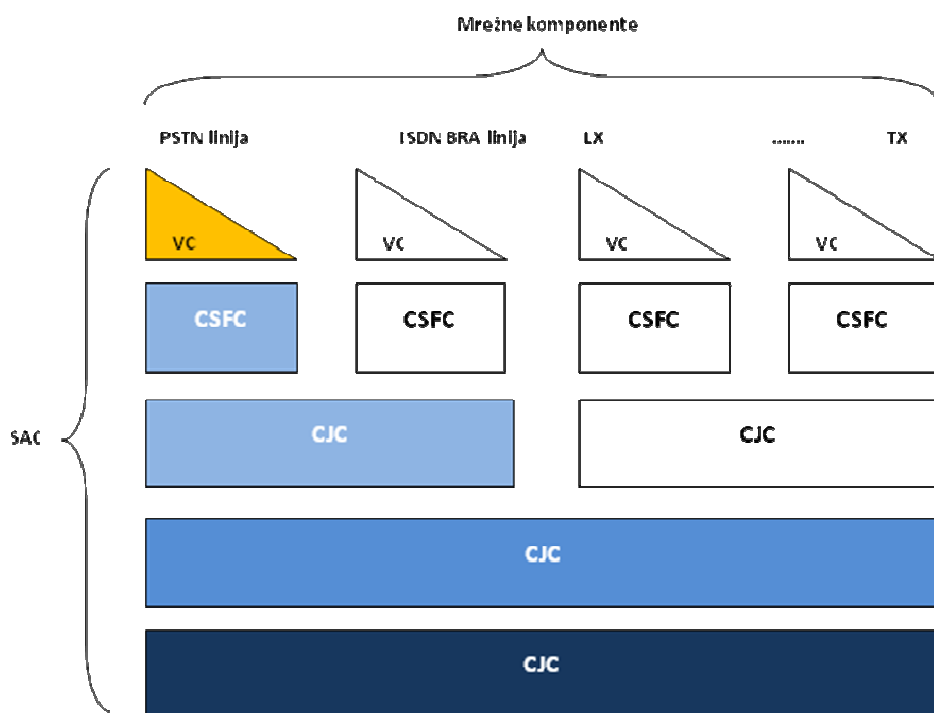 Mrežne komponente
PSTN linija
ISDN BRA linija
LX
.......
TX
VC
VC
VC
VC
CSFC
CSFC
CSFC
CSFC
SAC
CJC
CJC
CJC
CJC